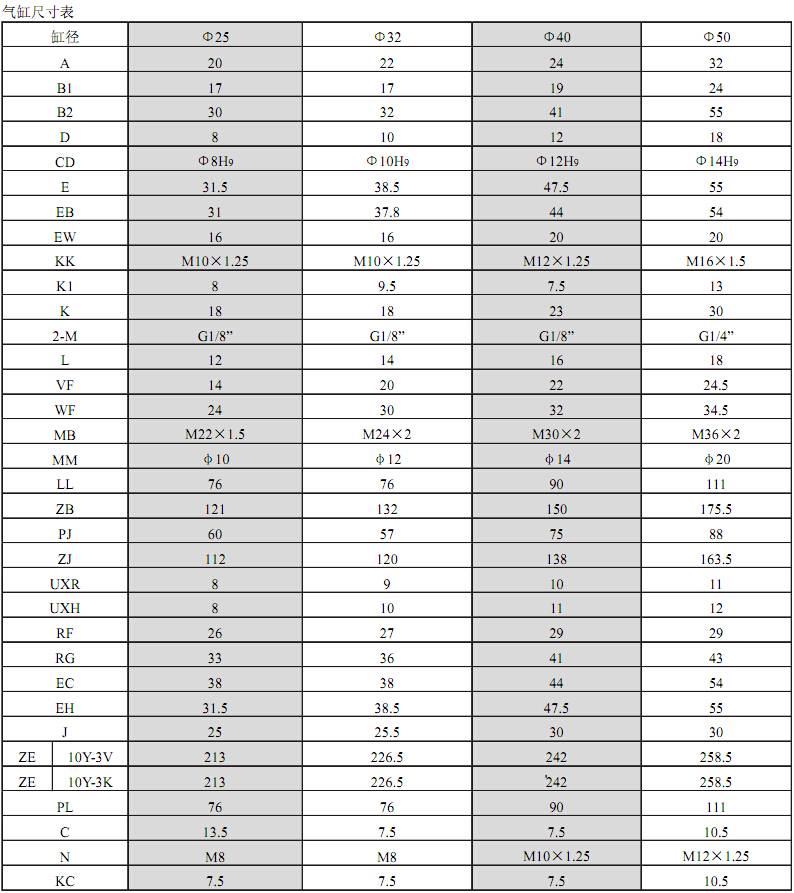 气缸尺寸表
缸径 Φ25 Φ32 Φ40 Φ50
A 20 22 24 32
B1 17 17 19 24
B2 30 32 41 55
D 8 10 12 18
CD Φ8H9 Φ10H9 Φ12H9 Φ14H9
E 31.5 38.5 47.5 55
EB 31 37.8 44 54
EW 16 16 20 20
KK M10×1.25 M10×1.25 M12×1.25 M16×1.5
K1 8 9.5 7.5 13
K 18 18 23 30
2-M G1/8” G1/8” G1/8” G1/4”
L 12 14 16 18
VF 14 20 22 24.5
WF 24 30 32 34.5
MB M22×1.5 M24×2 M30×2 M36×2
MM φ10 φ12 φ14 φ20
LL 76 76 90 111
ZB 121 132 150 175.5
PJ 60 57 75 88
ZJ 112 120 138 163.5
UXR 8 9 10 11
UXH 8 10 11 12
RF 26 27 29 29
RG 33 36 41 43
EC 38 38 44 54
EH 31.5 38.5 47.5 55
J 25 25.5 30 30
ZE 10Y-3V 213 226.5 242 258.5
ZE 10Y-3K 213 226.5 242 258.5
PL 76 76 90 111
C 13.5 7.5 7.5 10.5
N M8 M8 M10×1.25 M12×1.25
KC 7.5 7.5 7.5 10.5